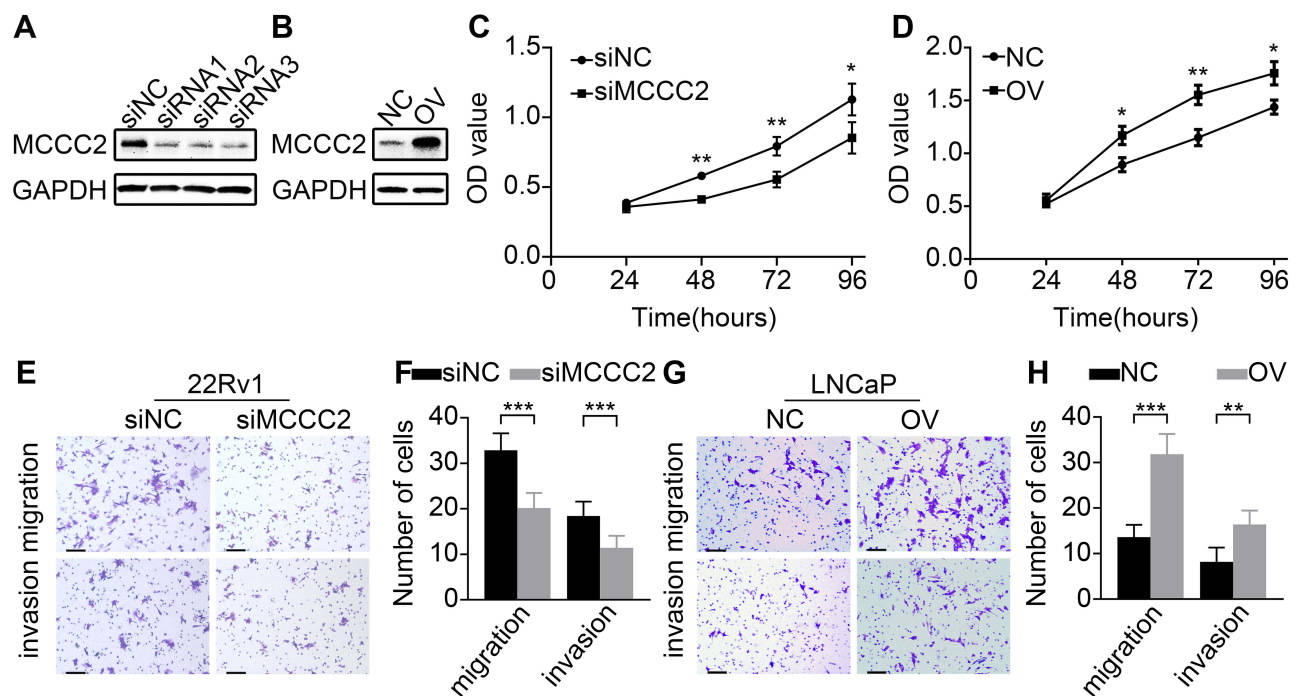 A
siNC
siRNA1
siRNA2
siRNA3
MCCC2
GAPDH
B
NC
OV
MCCC2
GAPDH
C
siNC
siMCCC2
OD value
1.5
1.0
0.5
0.0
*
**
**
0 24 48 72 96
Time(hours)
D
NC
OV
OD value
2.0
1.5
1.0
0.5
0.0
*
**
*
0 24 48 72 96
Time(hours)
E
22Rv1
siNC siMCCC2
invasion migration
F
siNC siMCCC2
Number of cells
40
30
20
10
0
*** ***
migration
invasion
G
LNCaP
NC OV
invasion migration
H
NC OV
Number of cells
40
30
20
10
0
*** **
migration
invasion